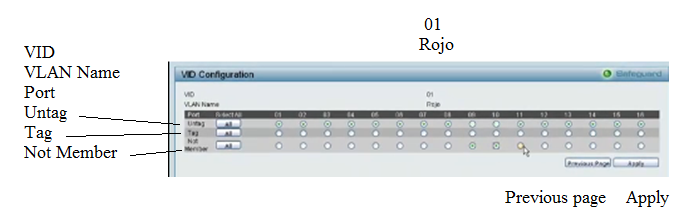 01
Rojo
VID
VLAN Name
Port
Untag
Tag
Not Member
VID Configuration
Safeguard
VID 01
VLAN Name Rojo
Port Select All 01 02 03 04 05 06 07 08 09 10 11 12 13 14 15 16
Untag All
Tag All
Not Member All
Previous Page Apply
Previous page Apply